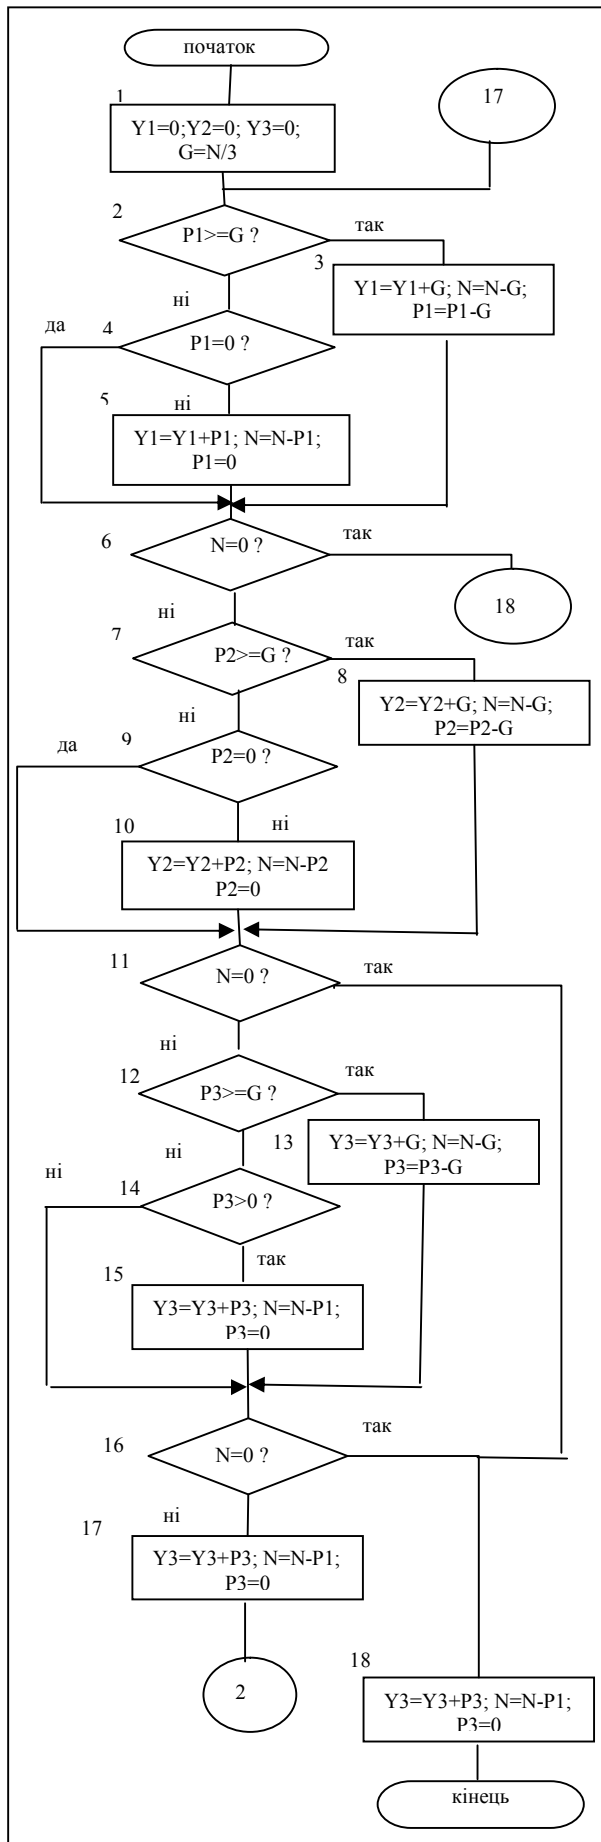 початок
1
17
Y1=0;Y2=0; Y3=0;
G=N/3
2
P1>=G ?
так
3
Y1=Y1+G; N=N-G;
P1=P1-G
ні
да
4
P1=0 ?
ні
5
Y1=Y1+P1; N=N-P1;
P1=0
6
N=0 ?
так
18
ні
7
P2>=G ?
так
8
Y2=Y2+G; N=N-G;
P2=P2-G
ні
да
9
P2=0 ?
10
ні
Y2=Y2+P2; N=N-P2
P2=0
11
N=0 ?
так
ні
12
P3>=G ?
так
13
Y3=Y3+G; N=N-G;
P3=P3-G
ні
ні
14
P3>0 ?
так
15
Y3=Y3+P3; N=N-P1;
P3=0
16
N=0 ?
так
ні
17
Y3=Y3+P3; N=N-P1;
P3=0
2
18
Y3=Y3+P3; N=N-P1;
P3=0
кінець